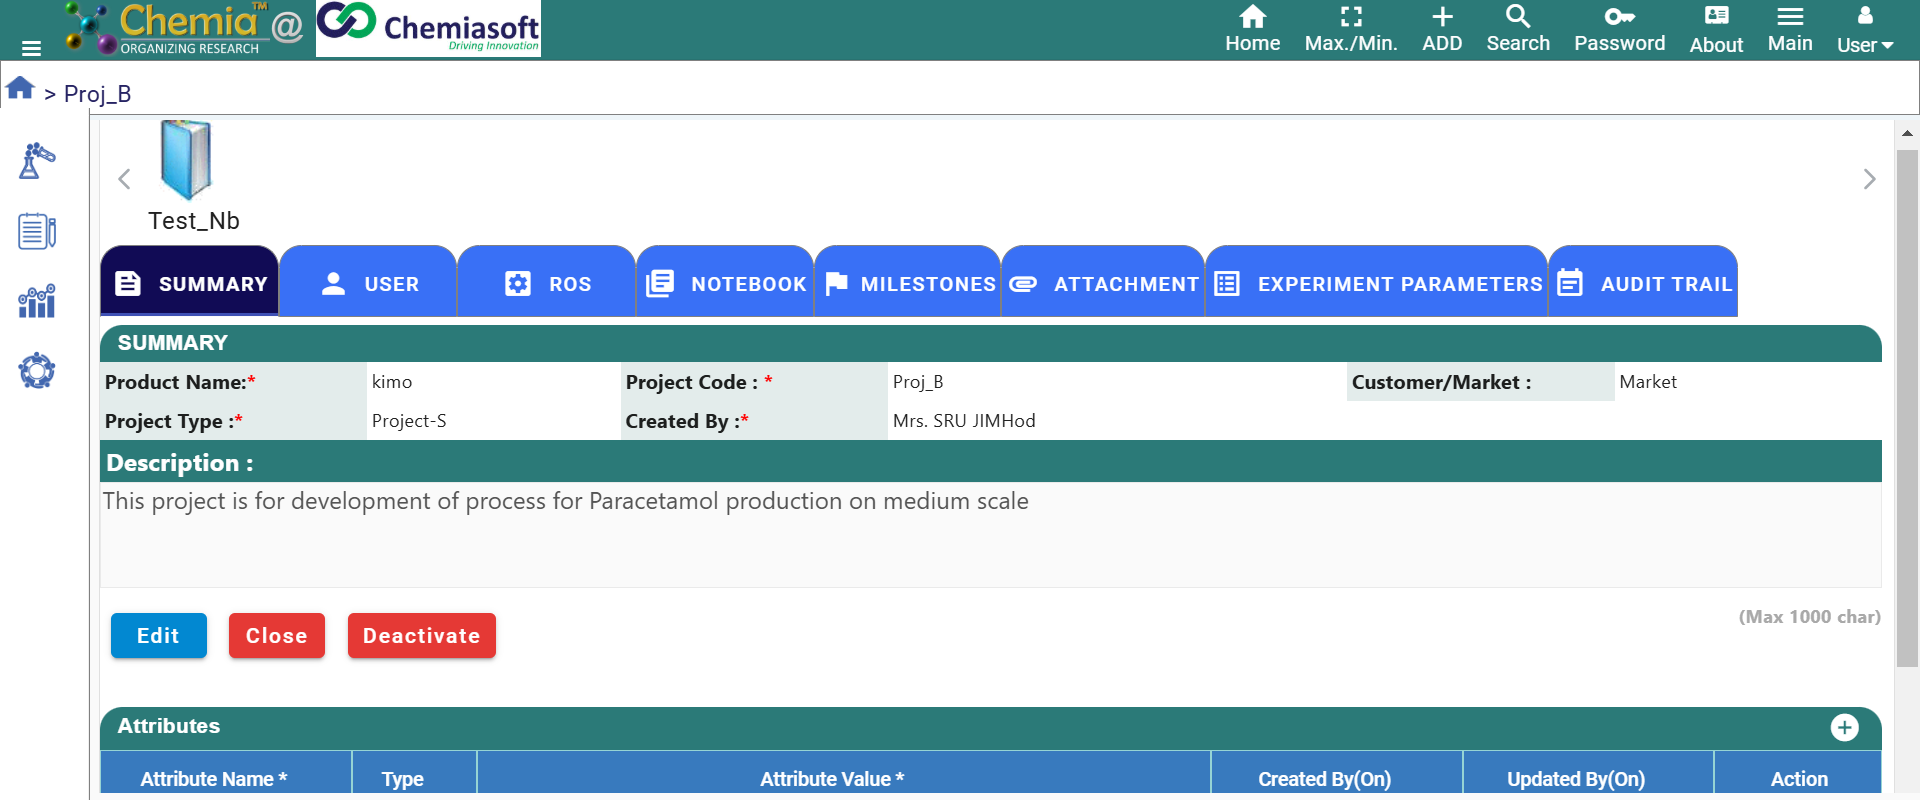 Chemia™ @
ORGANIZING RESEARCH
Chemiasoft
Driving Innovation
Home
Max./Min.
ADD
Search
Password
About
Main
User
> Proj_B
Test_Nb
SUMMARY
USER
ROS
NOTEBOOK
MILESTONES
ATTACHMENT
EXPERIMENT PARAMETERS
AUDIT TRAIL
SUMMARY
Product Name:* kimo Project Code : * Proj_B Customer/Market : Market
Project Type :* Project-S Created By :* Mrs. SRU JIMHod
Description :
This project is for development of process for Paracetamol production on medium scale
(Max 1000 char)
Edit Close Deactivate
Attributes
Attribute Name * Type Attribute Value * Created By(On) Updated By(On) Action